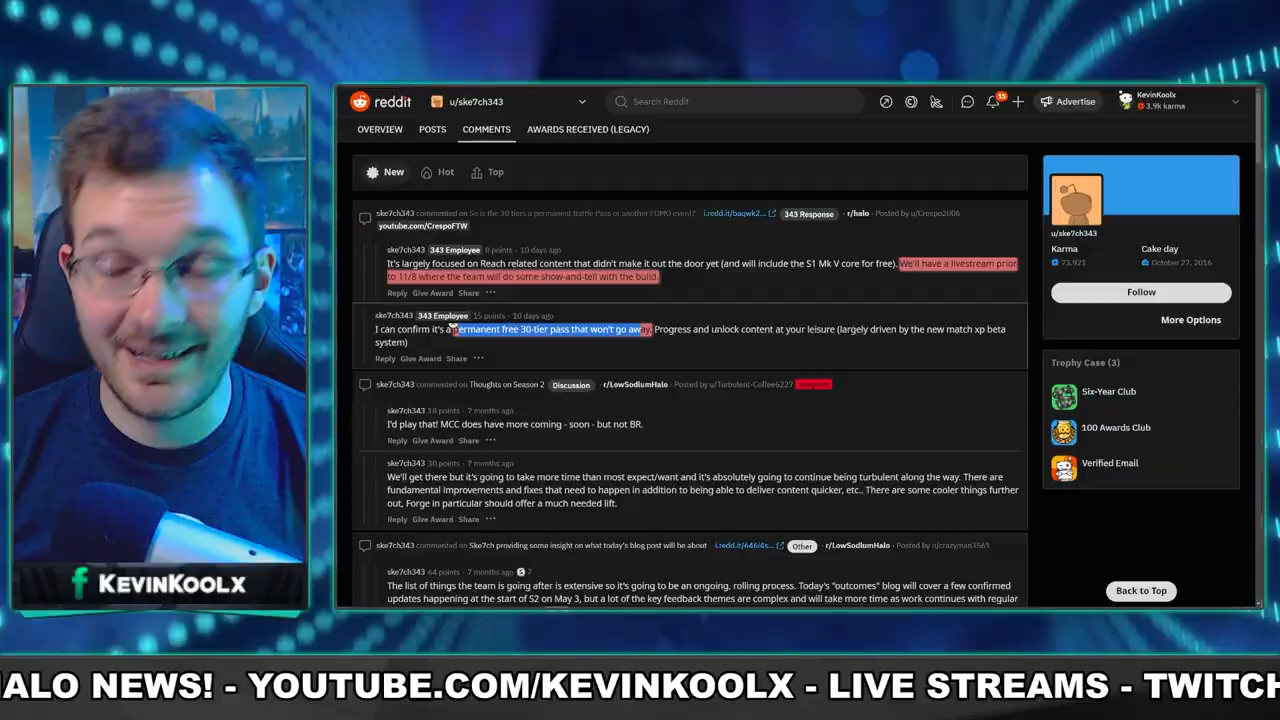 reddit
u/ske7ch343
Search Reddit
15
Advertise
KevinKoolx
3.9k karma
OVERVIEW POSTS COMMENTS AWARDS RECEIVED (LEGACY)
New Hot Top
ske7ch343 commented on So is the 30 tiers a permanent Battle Pass or another FOMO event? i.redd.it/baqwk2... 343 Response · r/halo · Posted by u/Crespo2006
youtube.com/CrespoFTW
ske7ch343 343 Employee 8 points · 10 days ago
It's largely focused on Reach related content that didn't make it out the door yet (and will include the S1 Mk V core for free). We'll have a livestream prior
to 11/8 where the team will do some show-and-tell with the build.
Reply Give Award Share ···
ske7ch343 343 Employee 15 points · 10 days ago
I can confirm it's a permanent free 30-tier pass that won't go away. Progress and unlock content at your leisure (largely driven by the new match xp beta
system)
Reply Give Award Share ···
ske7ch343 commented on Thoughts on Season 2 Discussion · r/LowSodiumHalo · Posted by u/Turbulent-Coffee6227
ske7ch343 18 points · 7 months ago
I'd play that! MCC does have more coming - soon - but not BR.
Reply Give Award Share ···
ske7ch343 30 points · 7 months ago
We'll get there but it's going to take more time than most expect/want and it's absolutely going to continue being turbulent along the way. There are
fundamental improvements and fixes that need to happen in addition to being able to deliver content quicker, etc.. There are some cooler things further
out, Forge in particular should offer a much needed lift.
Reply Give Award Share ···
ske7ch343 commented on Ske7ch providing some insight on what today's blog post will be about i.redd.it/646i4s... Other · r/LowSodiumHalo · Posted by u/crazyman3561
ske7ch343 64 points · 7 months ago S 2
The list of things the team is going after is extensive so it's going to be an ongoing, rolling process. Today's "outcomes" blog will cover a few confirmed
updates happening at the start of S2 on May 3, but a lot of the key feedback themes are complex and will take more time as work continues with regular
u/ske7ch343
Karma Cake day
73,921 October 27, 2016
Follow
More Options
Trophy Case (3)
Six-Year Club
100 Awards Club
Verified Email
Back to Top
f KEVINKOOLX
HALO NEWS! - YOUTUBE.COM/KEVINKOOLX - LIVE STREAMS - TWITCH